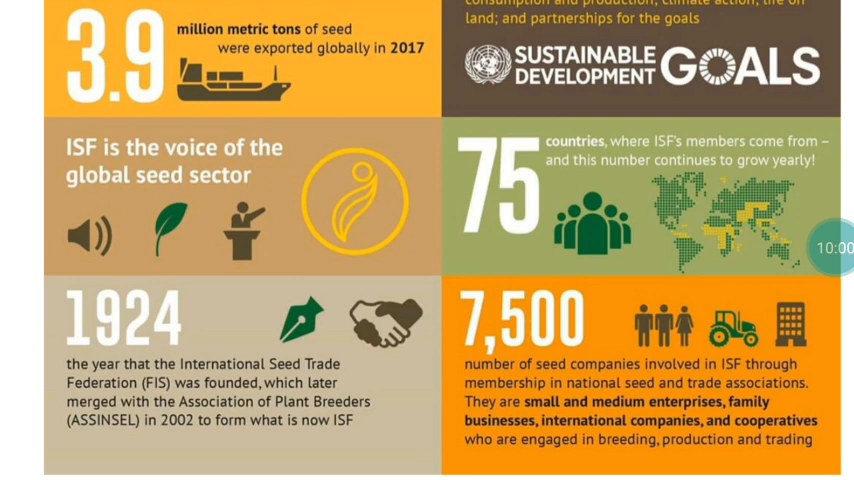 3.9
million metric tons of seed
were exported globally in 2017
consumption and production; climate action; life on
land; and partnerships for the goals
SUSTAINABLE
DEVELOPMENT
GOALS
ISF is the voice of the
global seed sector
75
countries, where ISF's members come from –
and this number continues to grow yearly!
10:00
1924
the year that the International Seed Trade
Federation (FIS) was founded, which later
merged with the Association of Plant Breeders
(ASSINSEL) in 2002 to form what is now ISF
7,500
number of seed companies involved in ISF through
membership in national seed and trade associations.
They are small and medium enterprises, family
businesses, international companies, and cooperatives
who are engaged in breeding, production and trading